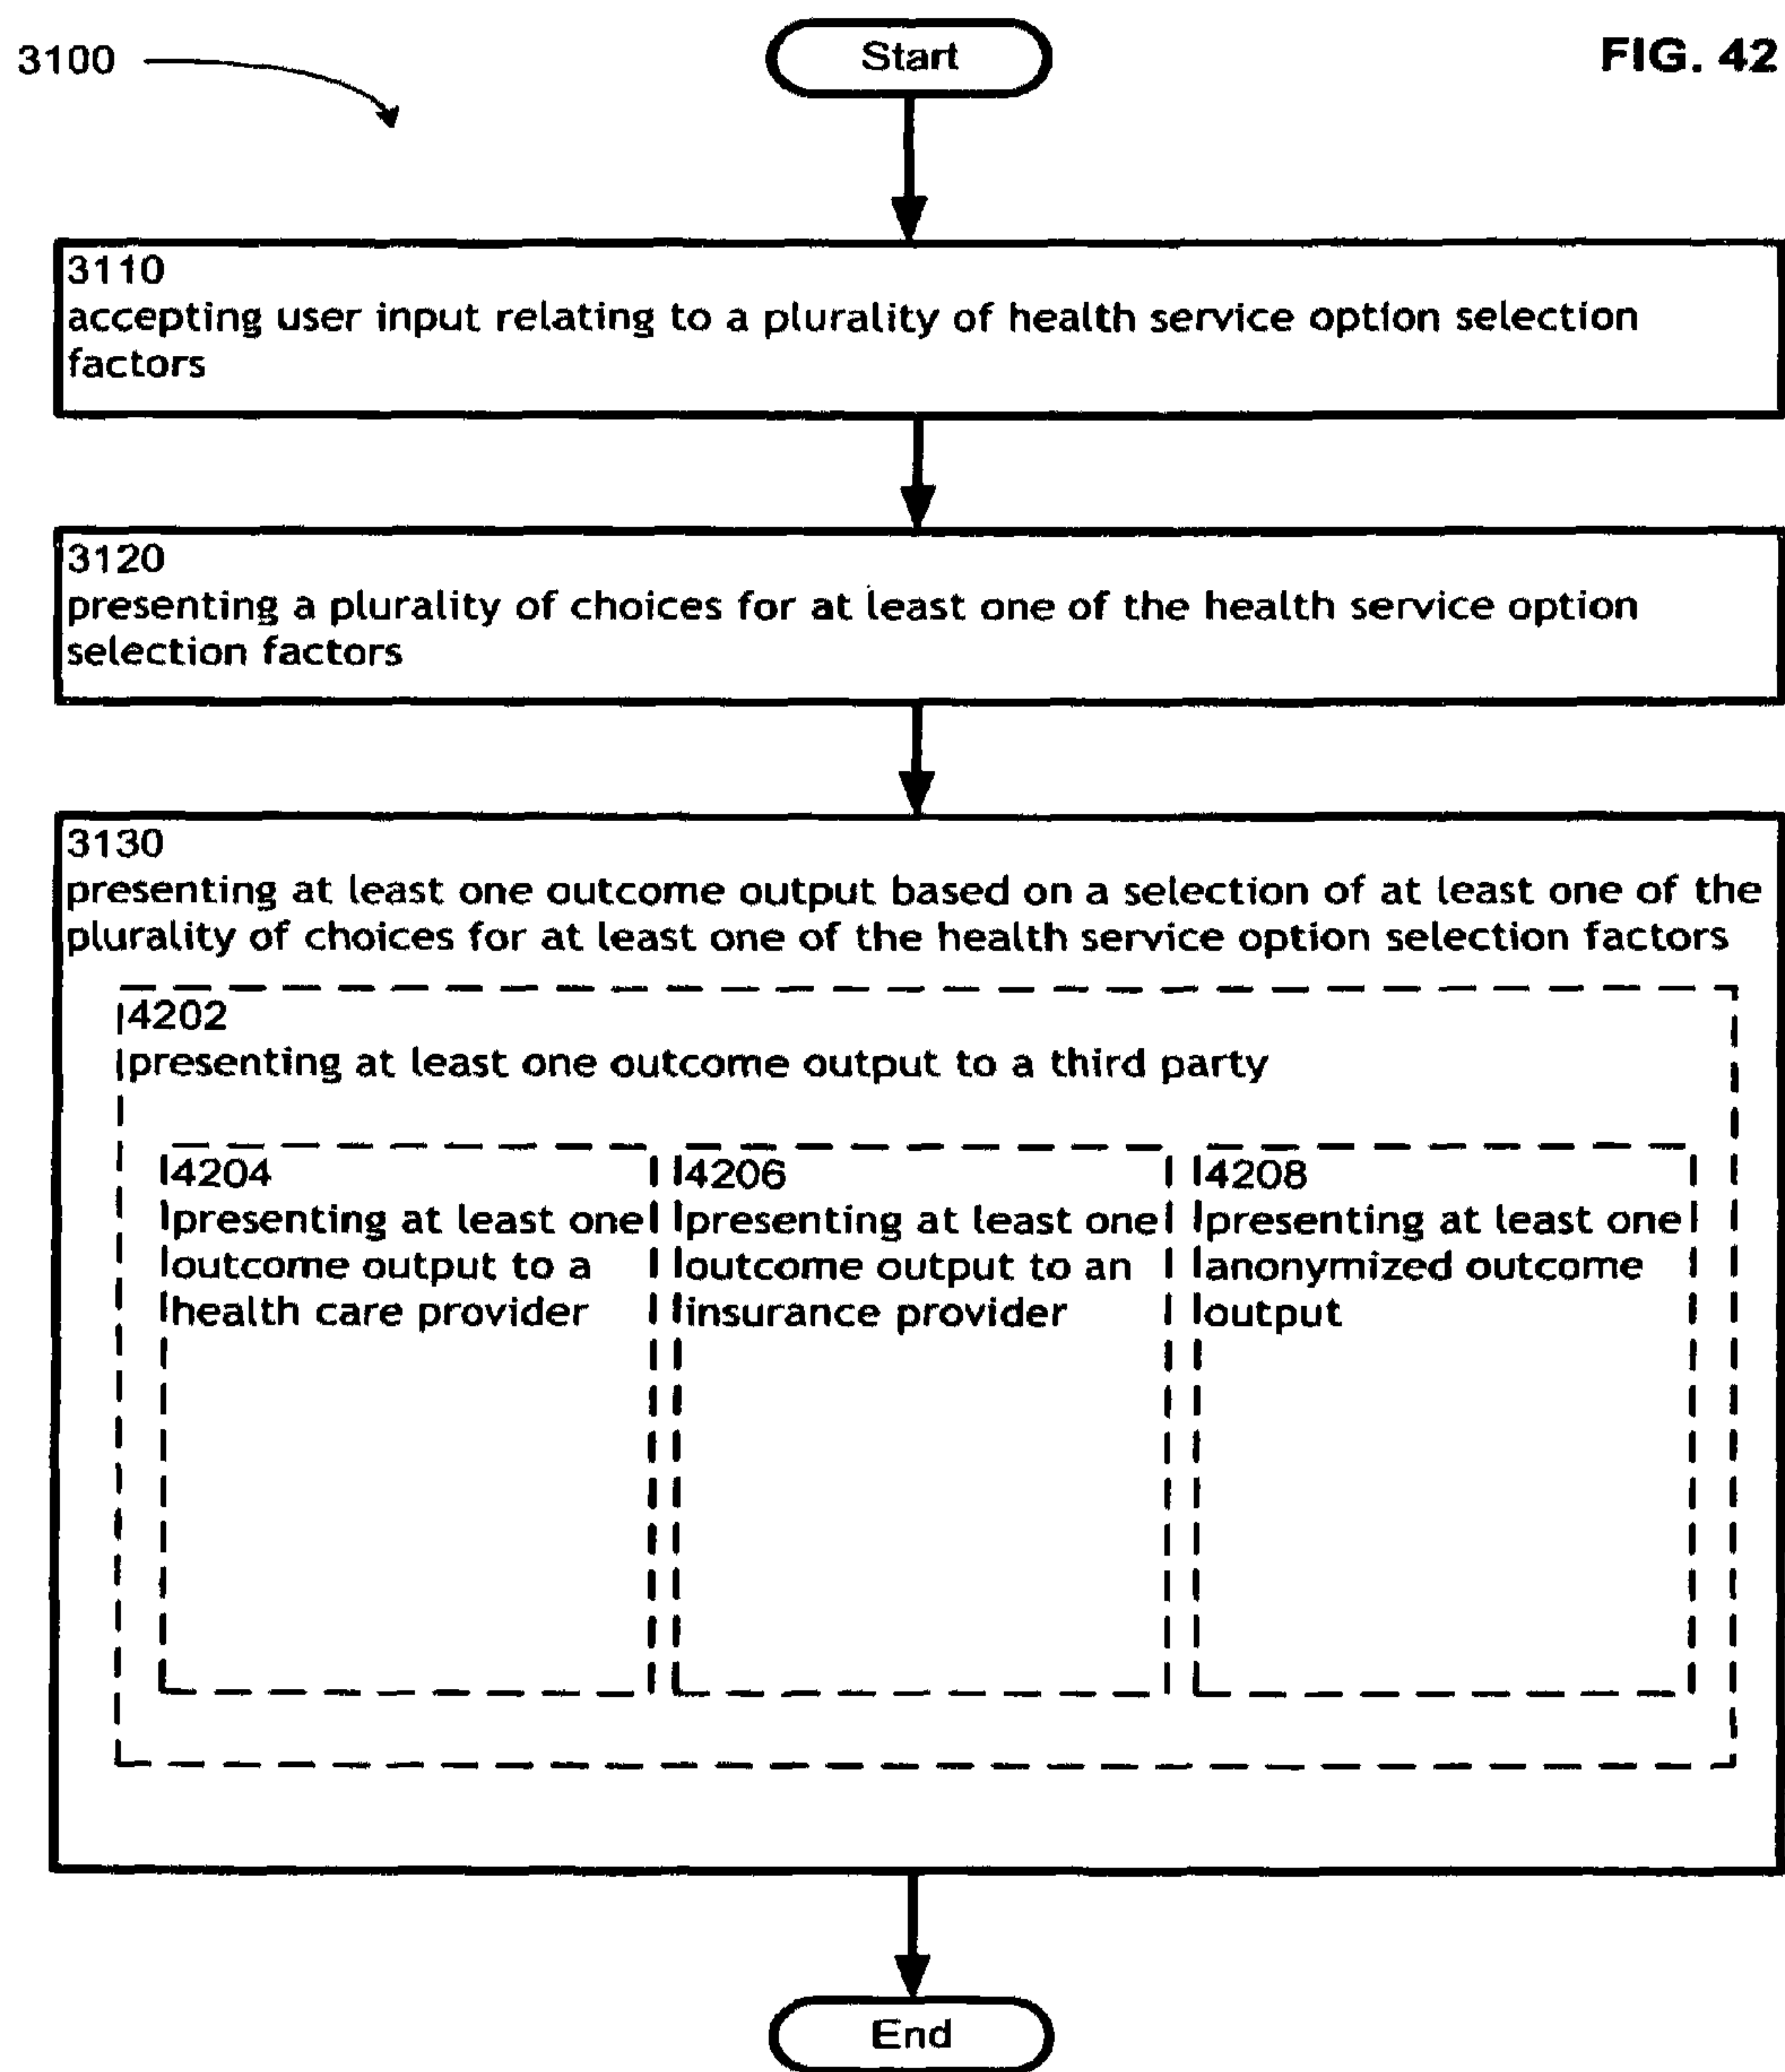 3100
Start
FIG. 42
3110
accepting user input relating to a plurality of health service option selection
factors
3120
presenting a plurality of choices for at least one of the health service option
selection factors
3130
presenting at least one outcome output based on a selection of at least one of the
plurality of choices for at least one of the health service option selection factors
4202
presenting at least one outcome output to a third party
4204
presenting at least one
outcome output to a
health care provider
4206
presenting at least one
outcome output to an
insurance provider
4208
presenting at least one
anonymized outcome
output
End